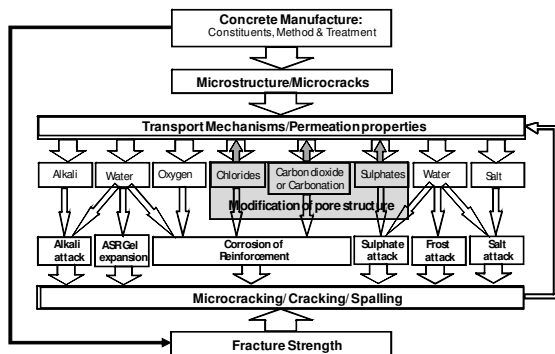 Concrete Manufacture:
Constituents, Method & Treatment
Microstructure/Microcracks
Transport Mechanisms/Permeation properties
Alkali
Water
Oxygen
Chlorides
Carbon dioxide
or Carbonation
Sulphates
Water
Salt
Modification of pore structure
Alkali
attack
ASR Gel
expansion
Corrosion of
Reinforcement
Sulphate
attack
Frost
attack
Salt
attack
Microcracking/ Cracking/ Spalling
Fracture Strength